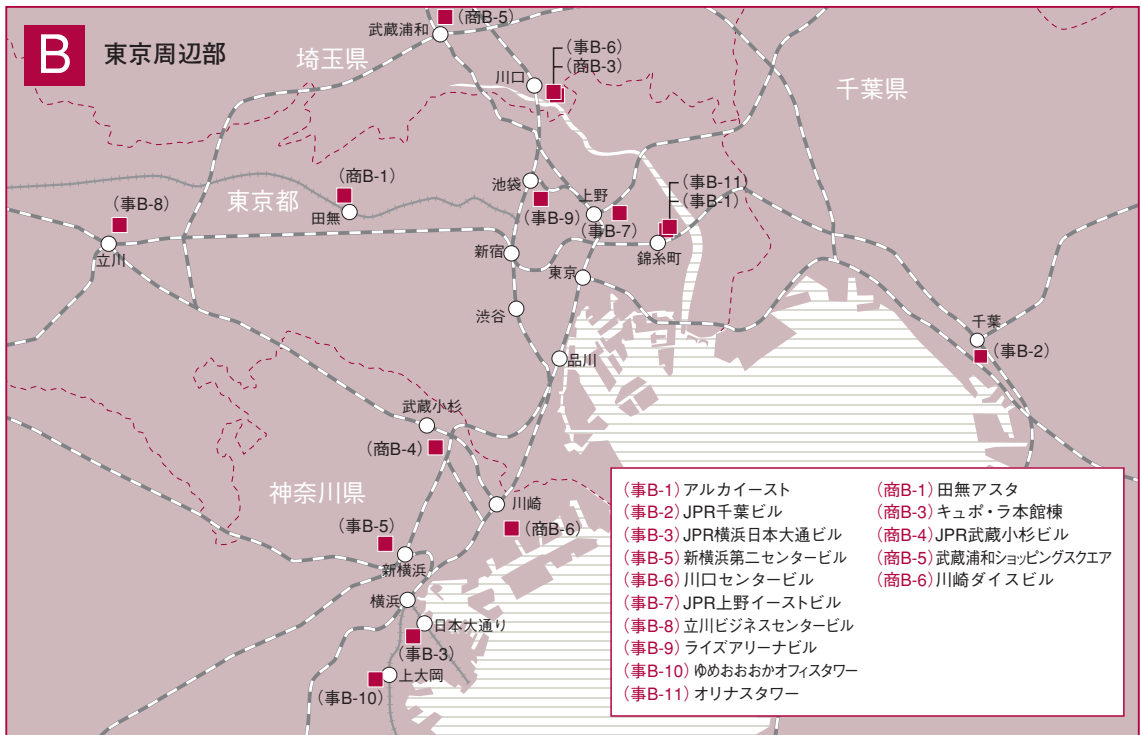 B 東京周辺部
埼玉県
千葉県
東京都
神奈川県
(商B-5)
武蔵浦和
(事B-6)
(商B-3)
川口
(商B-1)
田無
(事B-8)
立川
池袋
(事B-9)
上野
(事B-7)
(事B-11)
(事B-1)
錦糸町
新宿
東京
渋谷
品川
千葉
(事B-2)
武蔵小杉
(商B-4)
川崎
(商B-6)
(事B-5)
新横浜
横浜
日本大通り
(事B-3)
上大岡
(事B-10)
(事B-1) アルカイースト
(事B-2) JPR千葉ビル
(事B-3) JPR横浜日本大通ビル
(事B-5) 新横浜第二センタービル
(事B-6) 川口センタービル
(事B-7) JPR上野イーストビル
(事B-8) 立川ビジネスセンタービル
(事B-9) ライズアリーナビル
(事B-10) ゆめおおおかオフィスタワー
(事B-11) オリナスタワー
(商B-1) 田無アスタ
(商B-3) キュポ・ラ本館棟
(商B-4) JPR武蔵小杉ビル
(商B-5) 武蔵浦和ショッピングスクエア
(商B-6) 川崎ダイスビル